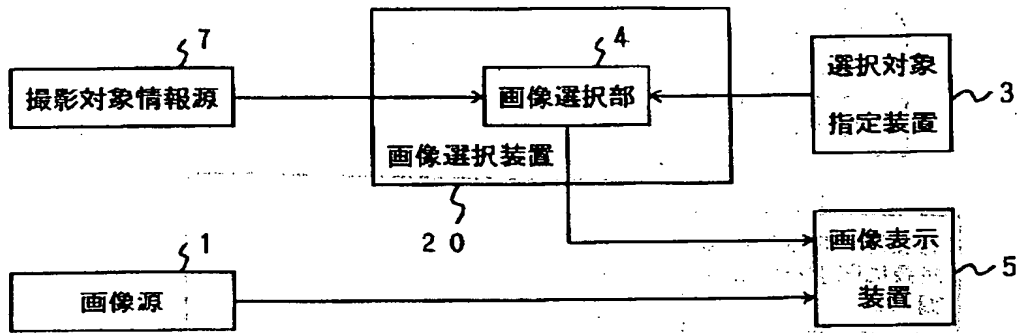 7
撮影対象情報源
4
画像選択部
画像選択装置
20
選択対象
指定装置
3
1
画像源
画像表示
装置
5